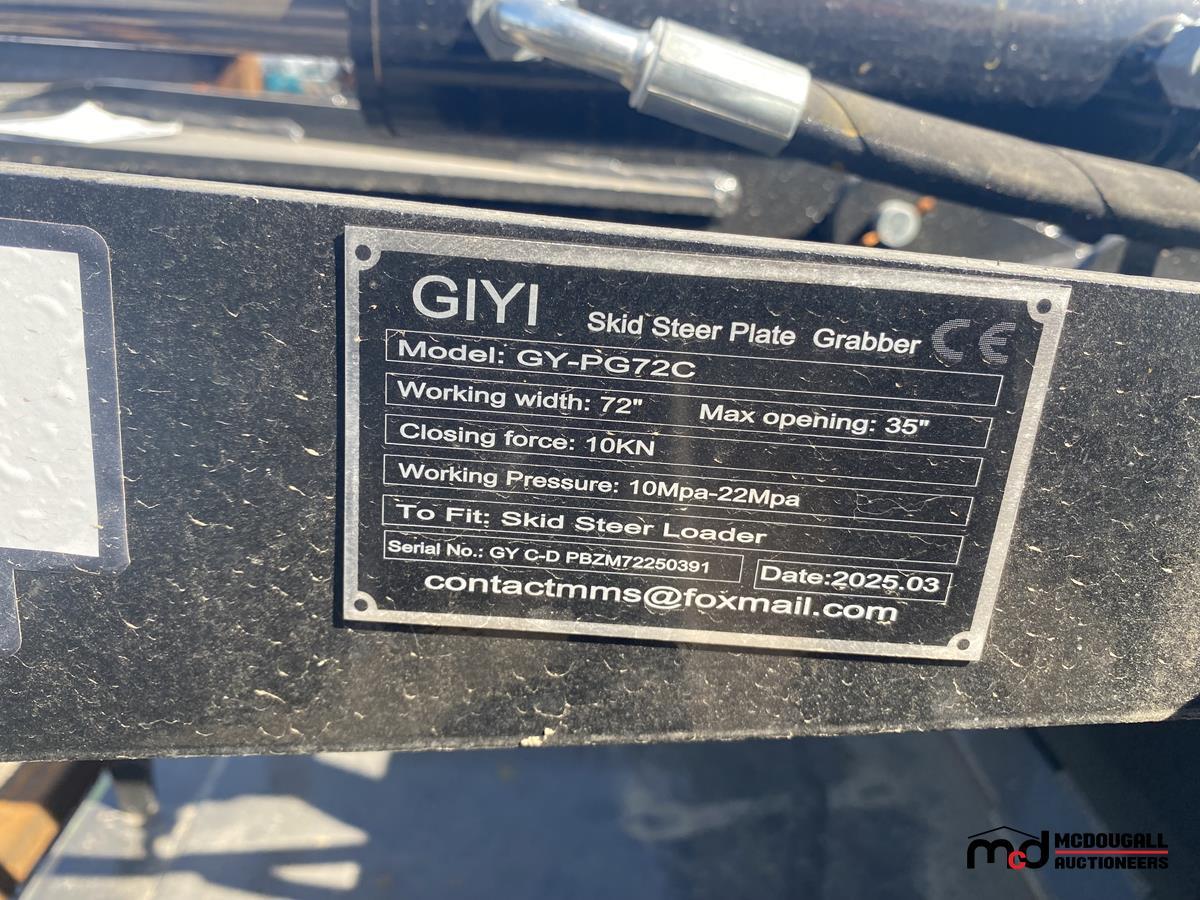 GIYI Skid Steer Plate Grabber CE
Model: GY-PG72C
Working width: 72" Max opening: 35"
Closing force: 10KN
Working Pressure: 10Mpa-22Mpa
To Fit: Skid Steer Loader
Serial No.: GY C-D PBZM72250391 Date:2025.03
contactmms@foxmail.com
mcd MCDOUGALL
AUCTIONEERS